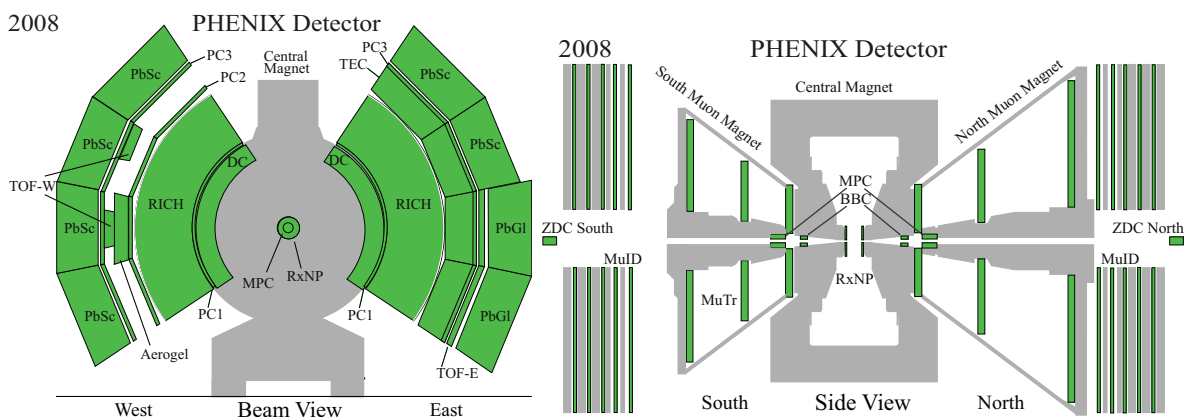 2008
PHENIX Detector
Central
Magnet
PC3
PC2
PbSc
PbSc
TOF-W
PbSc
PbSc
RICH
DC
MPC
RxNP
PC1
Aerogel
PC3
TEC
PbSc
PbSc
DC
RICH
PbGl
PbGl
PC1
TOF-E
West
Beam View
East
2008
PHENIX Detector
South Muon Magnet
Central Magnet
North Muon Magnet
MPC
BBC
ZDC South
ZDC North
MuID
MuTr
RxNP
MuID
South
Side View
North